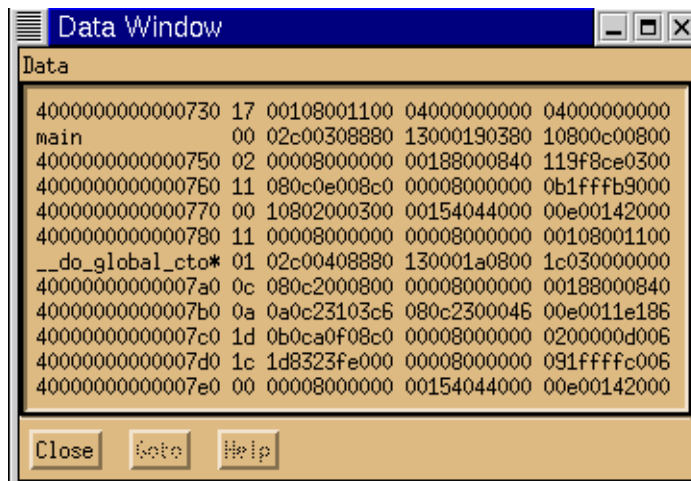 Data Window
Data
4000000000000730 17 00108001100 04000000000 04000000000
main 00 02c00308880 13000190380 10800c00800
4000000000000750 02 00008000000 00188000840 119f8ce0300
4000000000000760 11 080c0e008c0 00008000000 0b1fffb9000
4000000000000770 00 10802000300 00154044000 00e00142000
4000000000000780 11 00008000000 00008000000 00108001100
__do_global_cto* 01 02c00408880 130001a0800 1c030000000
40000000000007a0 0c 080c2000800 00008000000 00188000840
40000000000007b0 0a 0a0c23103c6 080c2300046 00e0011e186
40000000000007c0 1d 0b0ca0f08c0 00008000000 0200000d006
40000000000007d0 1c 1d8323fe000 00008000000 091ffffc006
40000000000007e0 00 00008000000 00154044000 00e00142000
Close Goto Help